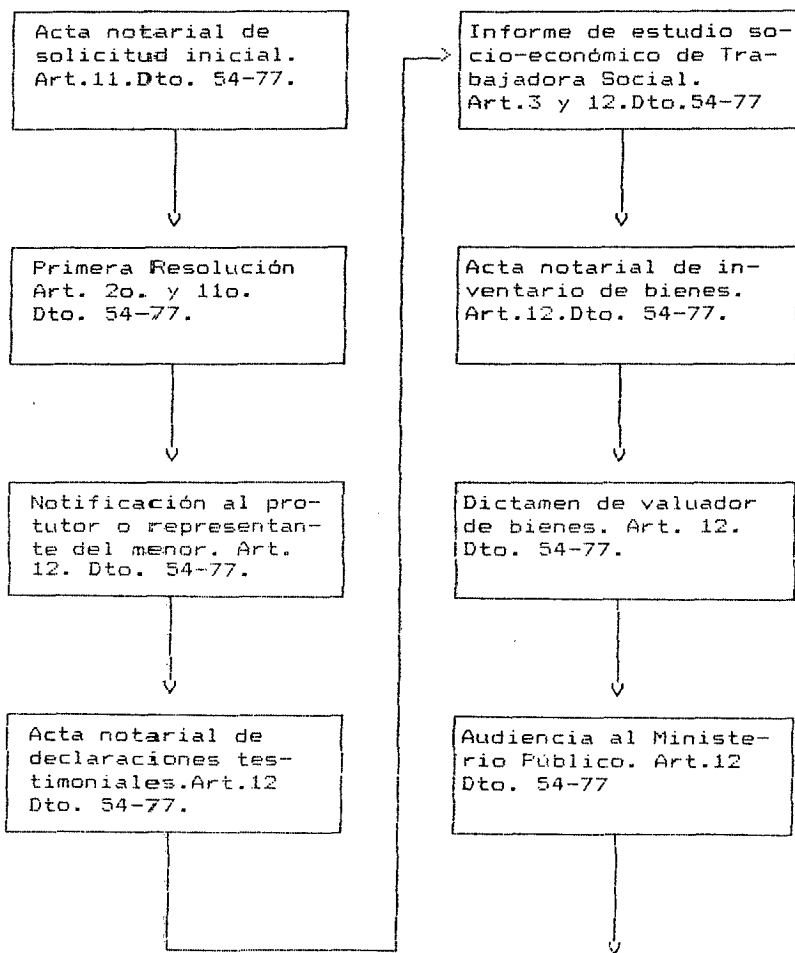 Acta notarial de
solicitud inicial.
Art.11.Dto. 54-77.
Primera Resolución
Art. 2o. y 11o.
Dto. 54-77.
Notificación al pro-
tutor o representan-
te del menor. Art.
12. Dto. 54-77.
Acta notarial de
declaraciones tes-
timoniales.Art.12
Dto. 54-77.
Informe de estudio so-
cio-económico de Tra-
bajadora Social.
Art.3 y 12.Dto.54-77
Acta notarial de in-
ventario de bienes.
Art.12.Dto. 54-77.
Dictamen de valuador
de bienes. Art. 12.
Dto. 54-77.
Audiencia al Ministe-
rio Público. Art.12
Dto. 54-77